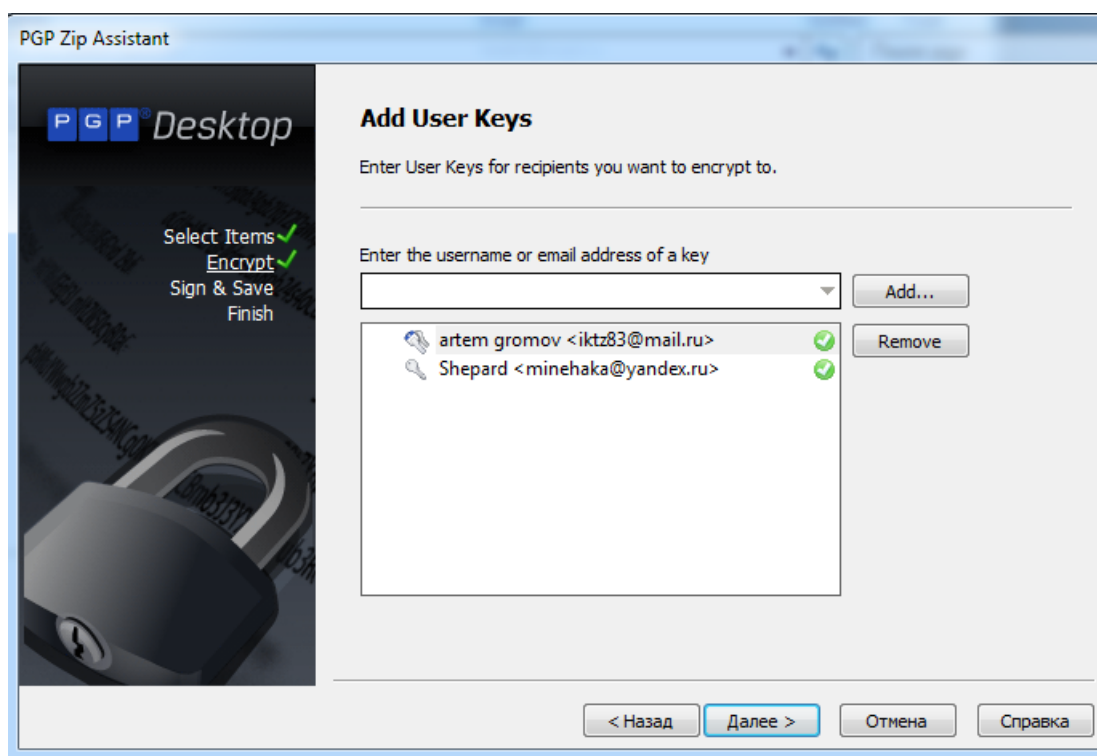 PGP Zip Assistant
PGP® Desktop
Select Items
Encrypt
Sign & Save
Finish
Add User Keys
Enter User Keys for recipients you want to encrypt to.
Enter the username or email address of a key
Add...
artem gromov <iktz83@mail.ru>
Remove
Shepard <minehaka@yandex.ru>
< Назад
Далее >
Отмена
Справка